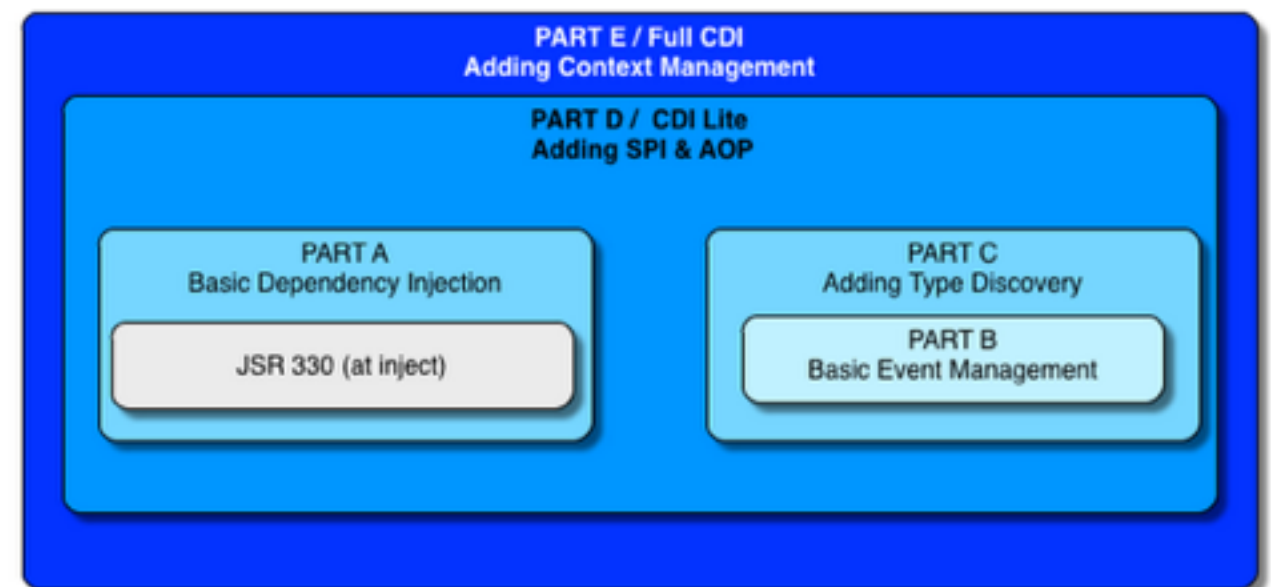 PART E / Full CDI
Adding Context Management
PART D /  CDI Lite
Adding SPI & AOP
PART A
Basic Dependency Injection
JSR 330 (at inject)
PART C
Adding Type Discovery
PART B
Basic Event Management